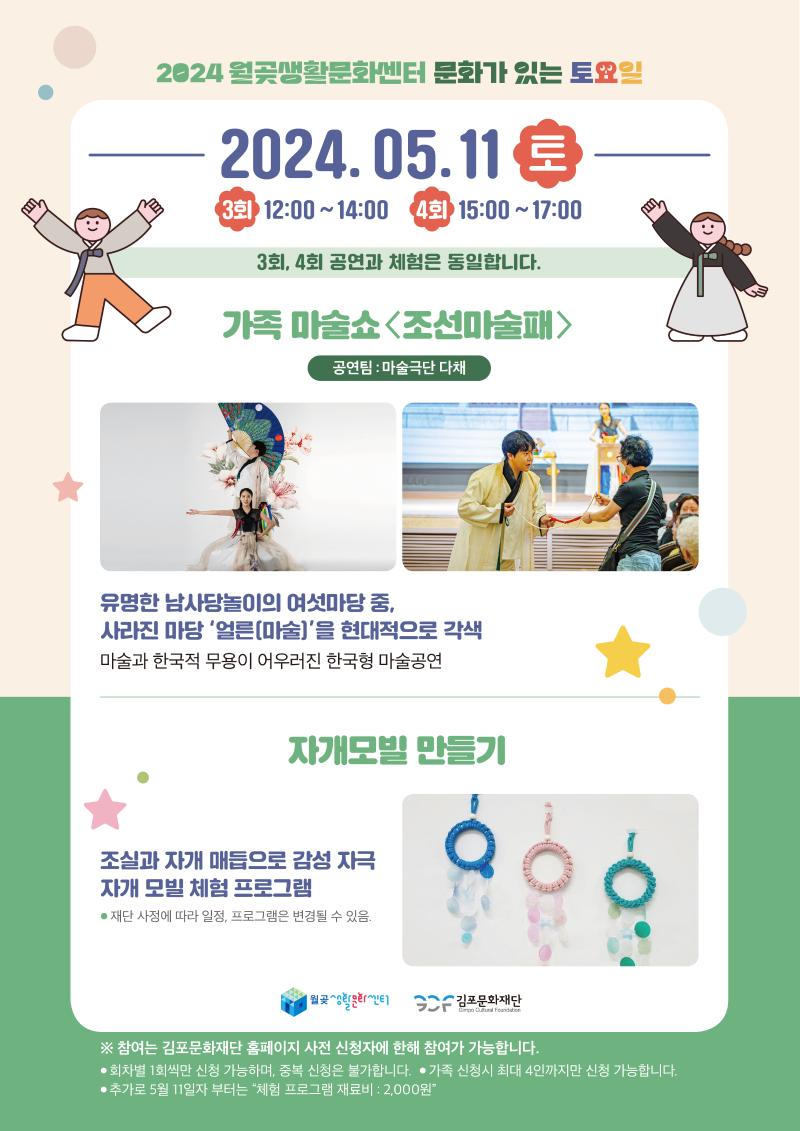 2024 월곶생활문화센터 문화가 있는 토요일
2024. 05. 11 토
3회 12:00 ~ 14:00 4회 15:00 ~ 17:00
3회, 4회 공연과 체험은 동일합니다.
가족 마술쇼 <조선마술패>
공연팀 : 마술극단 다채
유명한 남사당놀이의 여섯마당 중,
사라진 마당 ‘얼른(마술)’을 현대적으로 각색
마술과 한국적 무용이 어우러진 한국형 마술공연
자개모빌 만들기
조실과 자개 매듭으로 감성 자극
자개 모빌 체험 프로그램
● 재단 사정에 따라 일정, 프로그램은 변경될 수 있음.
월곶생활문화센터 김포문화재단
Gimpo Cultural Foundation
※ 참여는 김포문화재단 홈페이지 사전 신청자에 한해 참여가 가능합니다.
● 회차별 1회씩만 신청 가능하며, 중복 신청은 불가합니다. ● 가족 신청시 최대 4인까지만 신청 가능합니다.
● 추가로 5월 11일자 부터는 “체험 프로그램 재료비 : 2,000원”